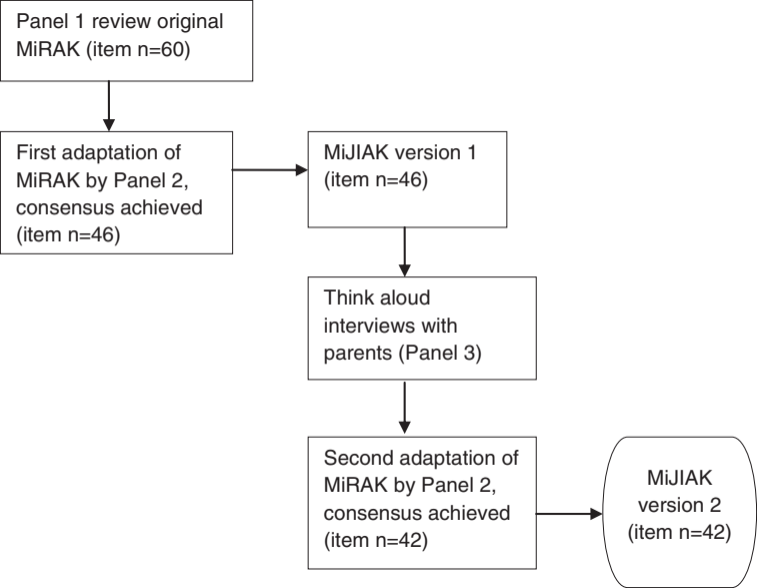 Panel 1 review original
MiRAK (item n=60)
First adaptation of
MiRAK by Panel 2,
consensus achieved
(item n=46)
MiJIAK version 1
(item n=46)
Think aloud
interviews with
parents (Panel 3)
Second adaptation of
MiRAK by Panel 2,
consensus achieved
(item n=42)
MiJIAK
version 2
(item n=42)